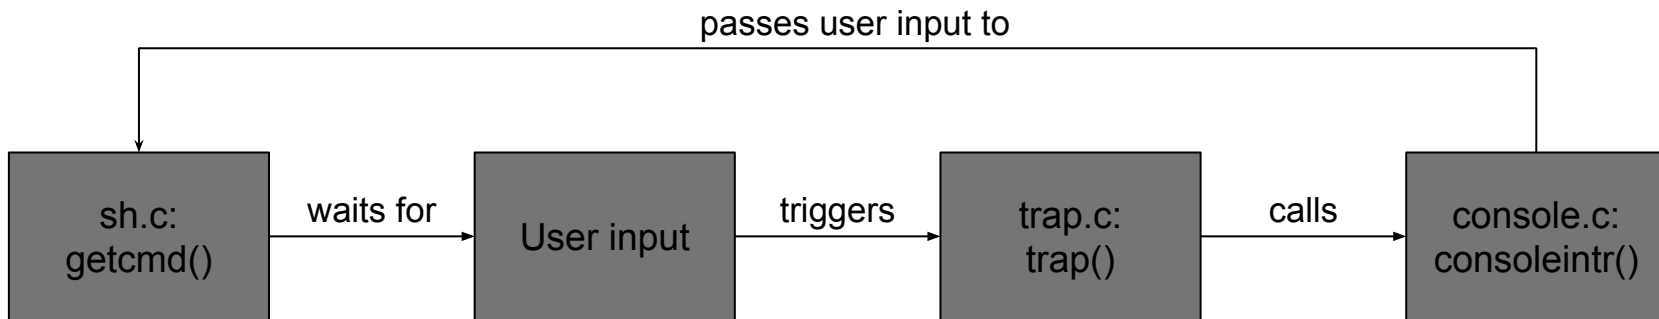 passes user input to
sh.c:
getcmd()
waits for
User input
triggers
trap.c:
trap()
calls
console.c:
consoleintr()